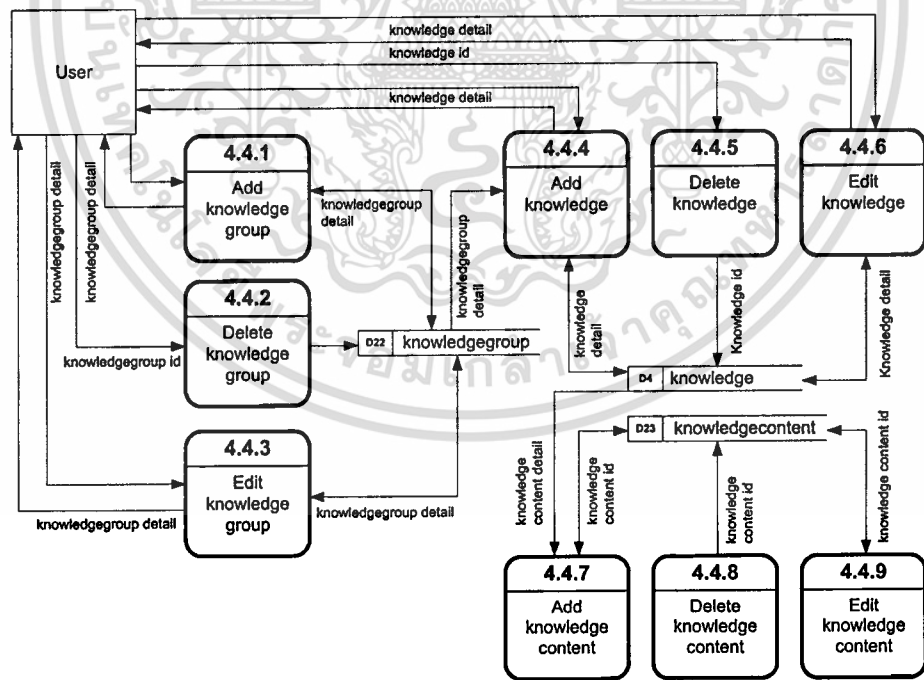 User
knowledge detail
knowledge id
knowledge detail
4.4.1
Add
knowledge
group
4.4.4
Add
knowledge
4.4.5
Delete
knowledge
4.4.6
Edit
knowledge
knowledgegroup detail
knowledgegroup detail
knowledgegroup
detail
knowledgegroup
detail
4.4.2
Delete
knowledge
group
knowledgegroup id
D22
knowledgegroup
knowledge
detail
Knowledge id
Knowledge detail
D4
knowledge
D23
knowledgecontent
4.4.3
Edit
knowledge
group
knowledgegroup detail
knowledgegroup detail
knowledge
content detail
knowledge
content id
knowledge
content id
knowledge content id
4.4.7
Add
knowledge
content
4.4.8
Delete
knowledge
content
4.4.9
Edit
knowledge
content